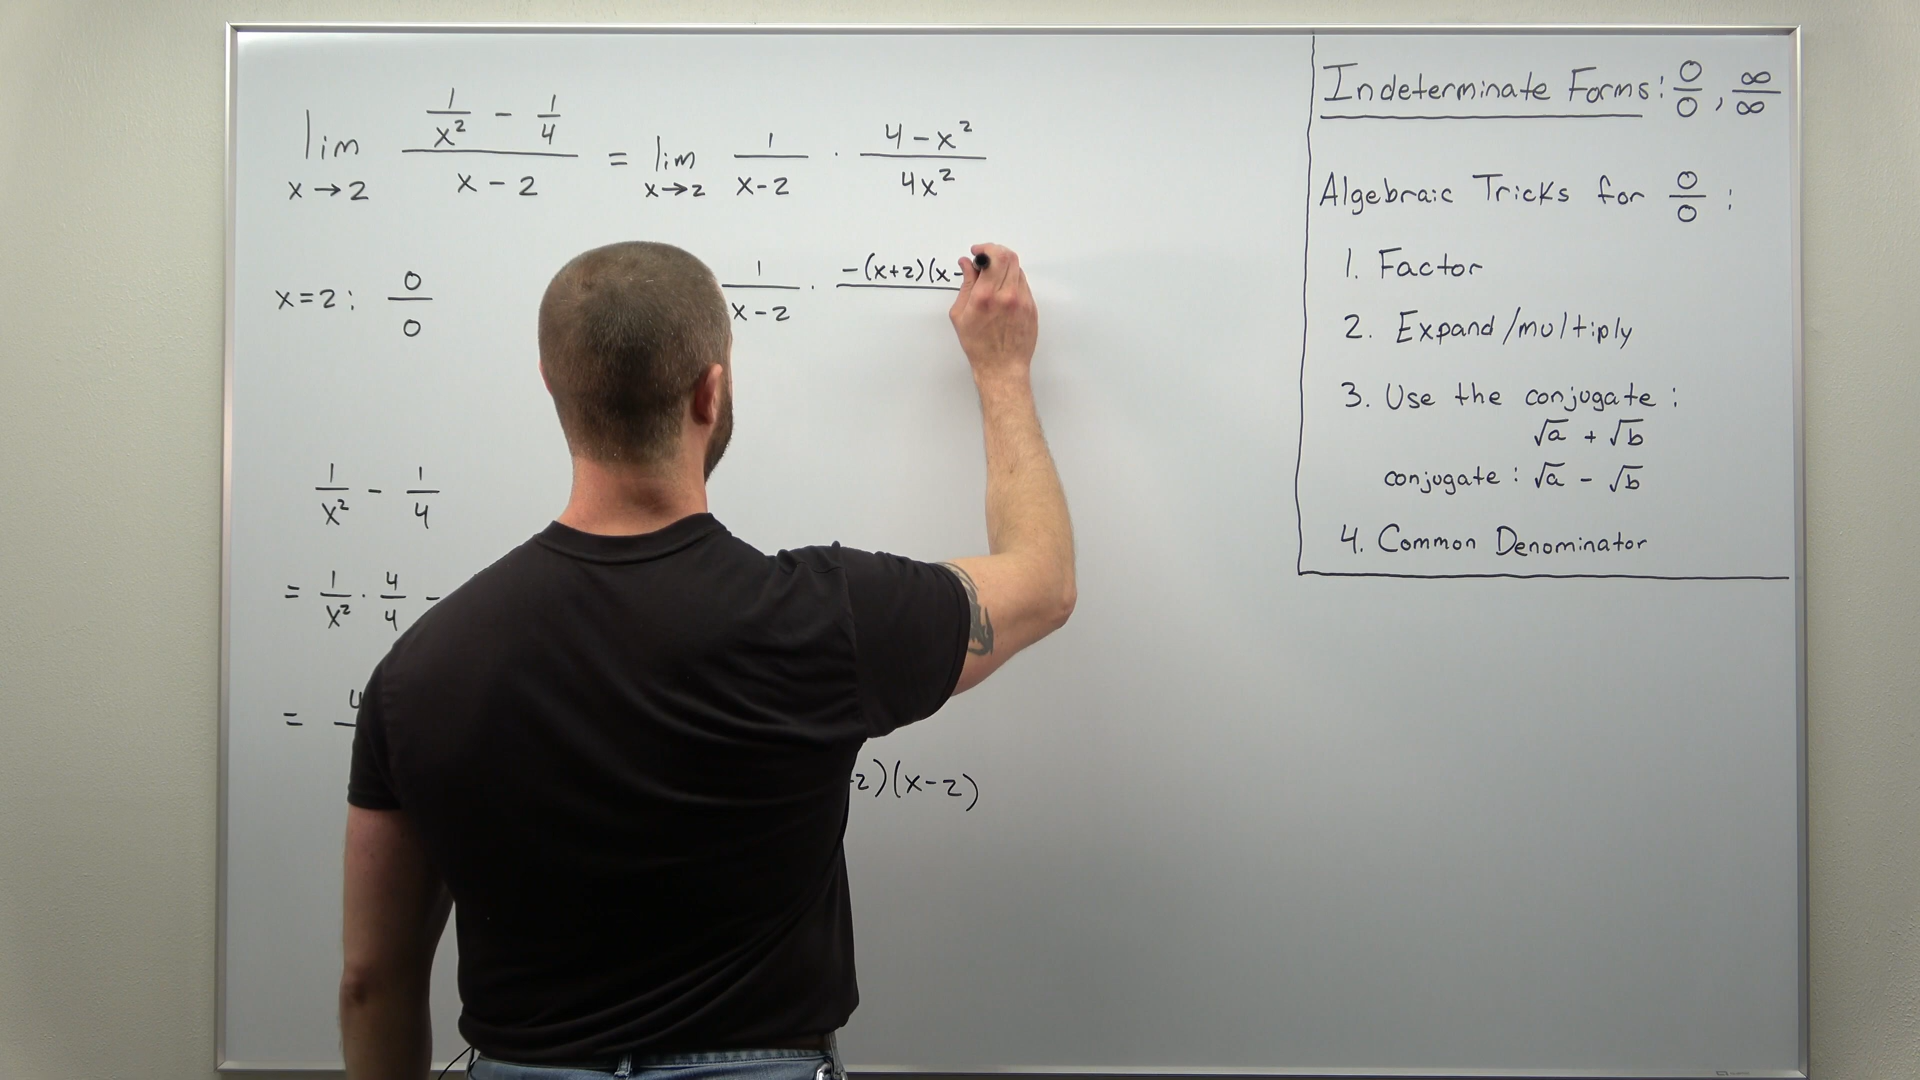 lim x→2 (1/x² - 1/4)/(x - 2) = lim x→2 1/(x-2) · (4-x²)/(4x²)
x=2: 0/0
1/(x-2) · -(x+2)(x-
1/x² - 1/4
= 1/x² · 4/4 -
= 4
2)(x-2)
Indeterminate Forms: 0/0, ∞/∞
Algebraic Tricks for 0/0 :
1. Factor
2. Expand/multiply
3. Use the conjugate :
√a + √b
conjugate : √a - √b
4. Common Denominator